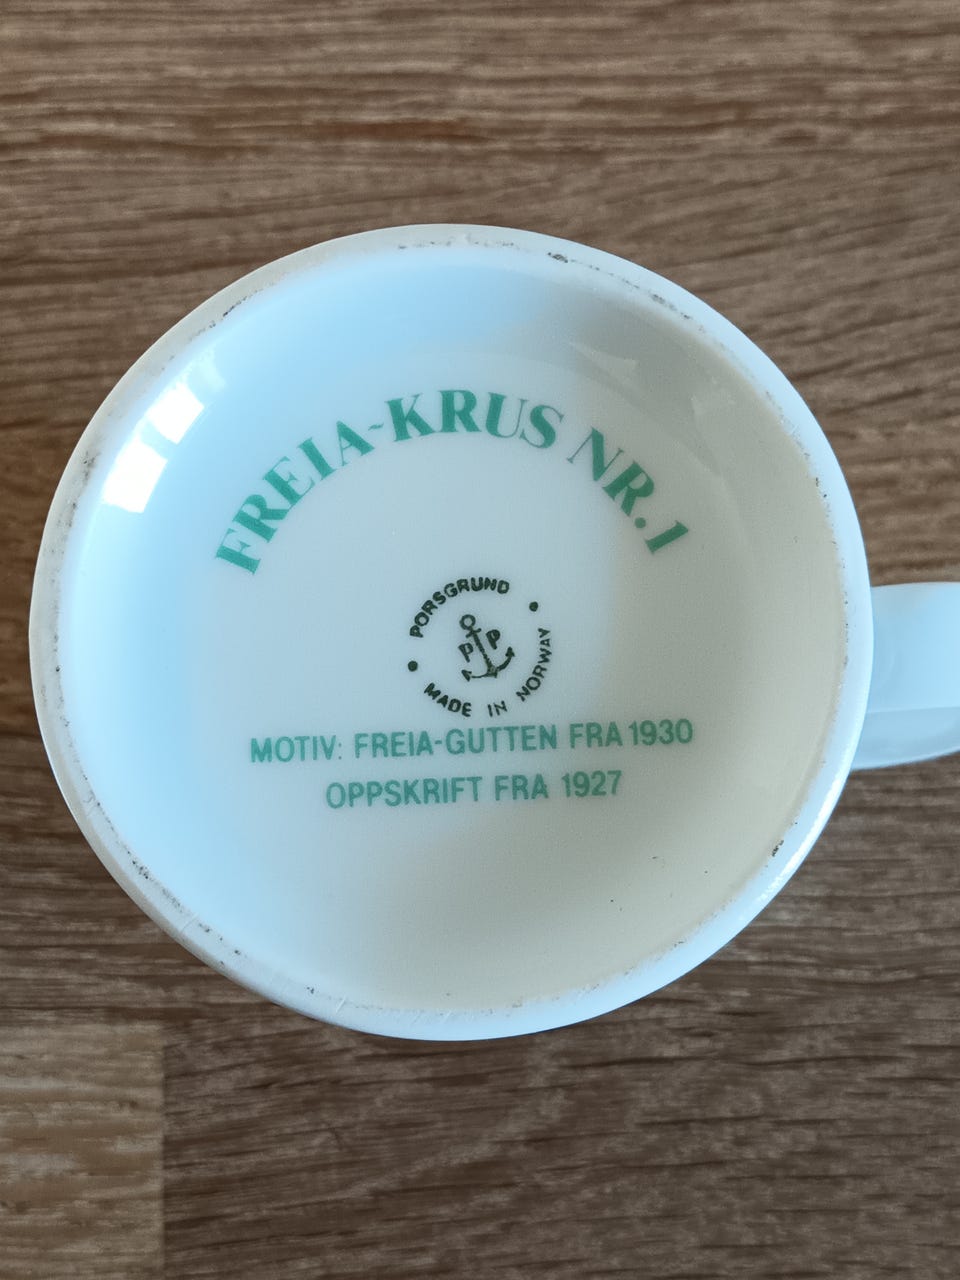 FREIA-KRUS NR.1
PORSGRUND
P P
MADE IN NORWAY
MOTIV: FREIA-GUTTEN FRA 1930
OPPSKRIFT FRA 1927